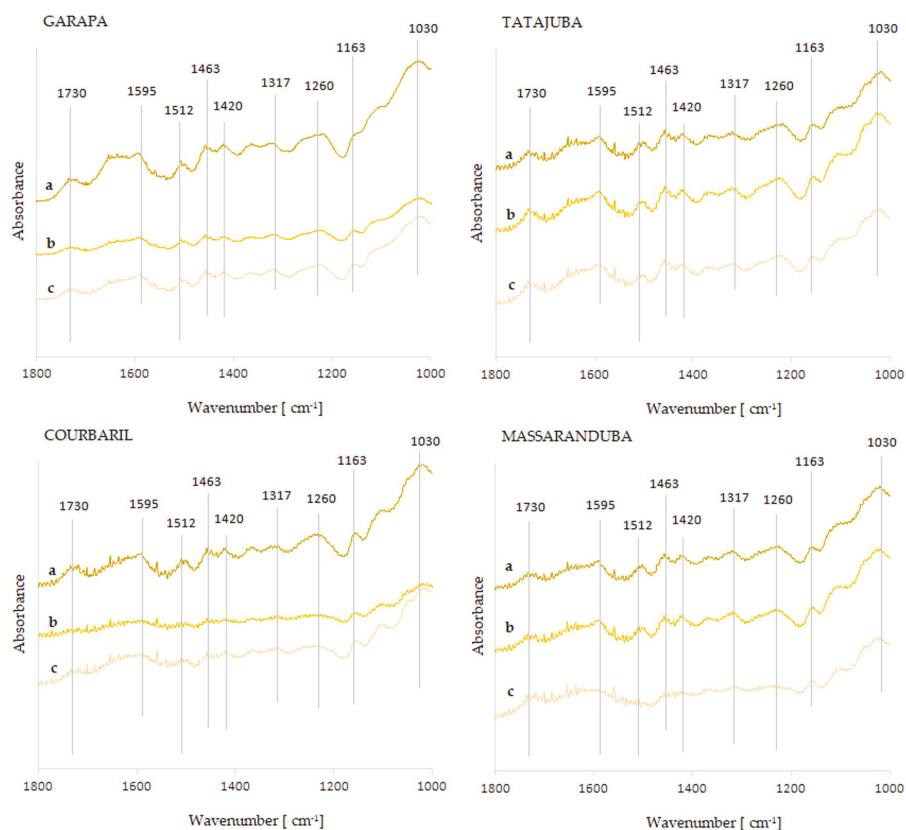 GARAPA
1030
1163
1463
1730
1595
1317
1260
1512
1420
a
b
c
Absorbance
1800
1600
1400
1200
1000
Wavenumber [ cm-1]
TATAJUBA
1030
1163
1463
1730
1595
1317
1260
1512
1420
a
b
c
Absorbance
1800
1600
1400
1200
1000
Wavenumber [ cm-1]
COURBARIL
1030
1163
1463
1730
1595
1317
1260
1512
1420
a
b
c
Absorbance
1800
1600
1400
1200
1000
Wavenumber [ cm-1]
MASSARANDUBA
1030
1163
1463
1730
1595
1317
1260
1512
1420
a
b
c
Absorbance
1800
1600
1400
1200
1000
Wavenumber [ cm-1]